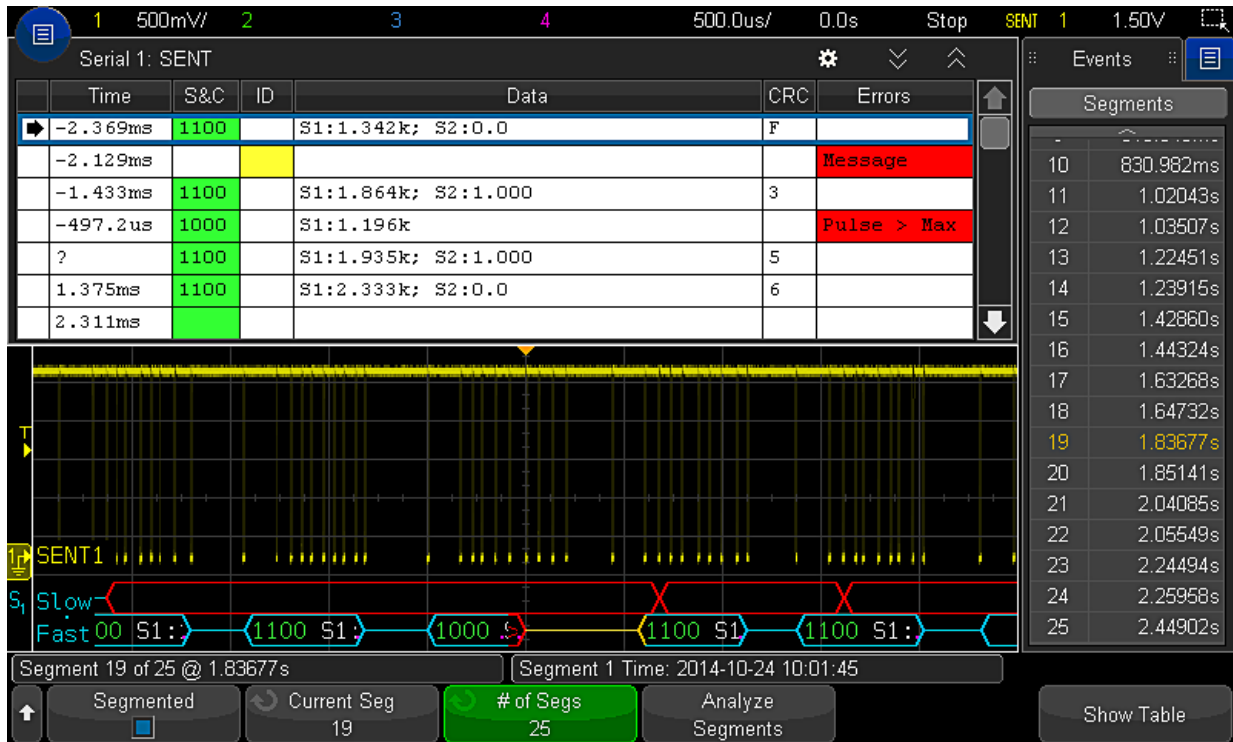 1 500mV/ 2 3 4 500.0us/ 0.0s Stop SENT 1 1.50V
Serial 1: SENT
Time S&C ID Data CRC Errors
-2.369ms 1100 S1:1.342k; S2:0.0 F
-2.129ms Message
-1.433ms 1100 S1:1.864k; S2:1.000 3
-497.2us 1000 S1:1.196k Pulse > Max
? 1100 S1:1.935k; S2:1.000 5
1.375ms 1100 S1:2.333k; S2:0.0 6
2.311ms
Events
Segments
10 830.982ms
11 1.02043s
12 1.03507s
13 1.22451s
14 1.23915s
15 1.42860s
16 1.44324s
17 1.63268s
18 1.64732s
19 1.83677s
20 1.85141s
21 2.04085s
22 2.05549s
23 2.24494s
24 2.25958s
25 2.44902s
T
1 SENT1
S1 Slow
Fast 00 S1: 1100 S1: 1000 1100 S1 1100 S1:
Segment 19 of 25 @ 1.83677s
Segment 1 Time: 2014-10-24 10:01:45
Segmented
Current Seg
19
# of Segs
25
Analyze
Segments
Show Table